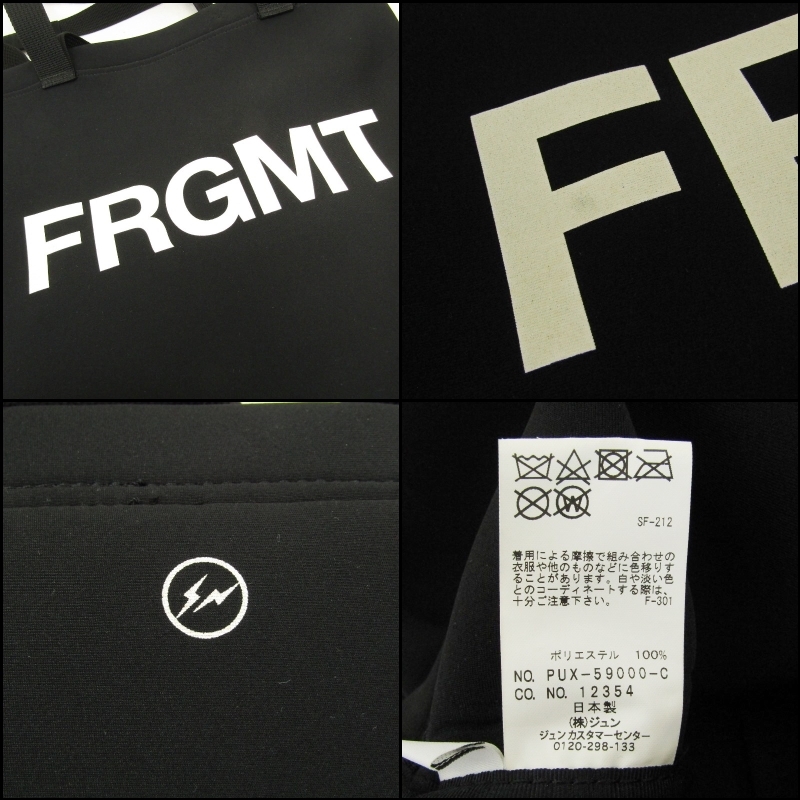 FRGMT
FR
SF-212
着用による摩擦で組み合わせの
衣服や他のものなどに色移りす
ることがあります。白や淡い色
とのコーディネートする際は、
十分ご注意下さい。 F-301
ポリエステル 100%
NO. PUX-59000-C
CO. NO. 12354
日本製
(株)ジュン
ジュンカスタマーセンター
0120-298-133